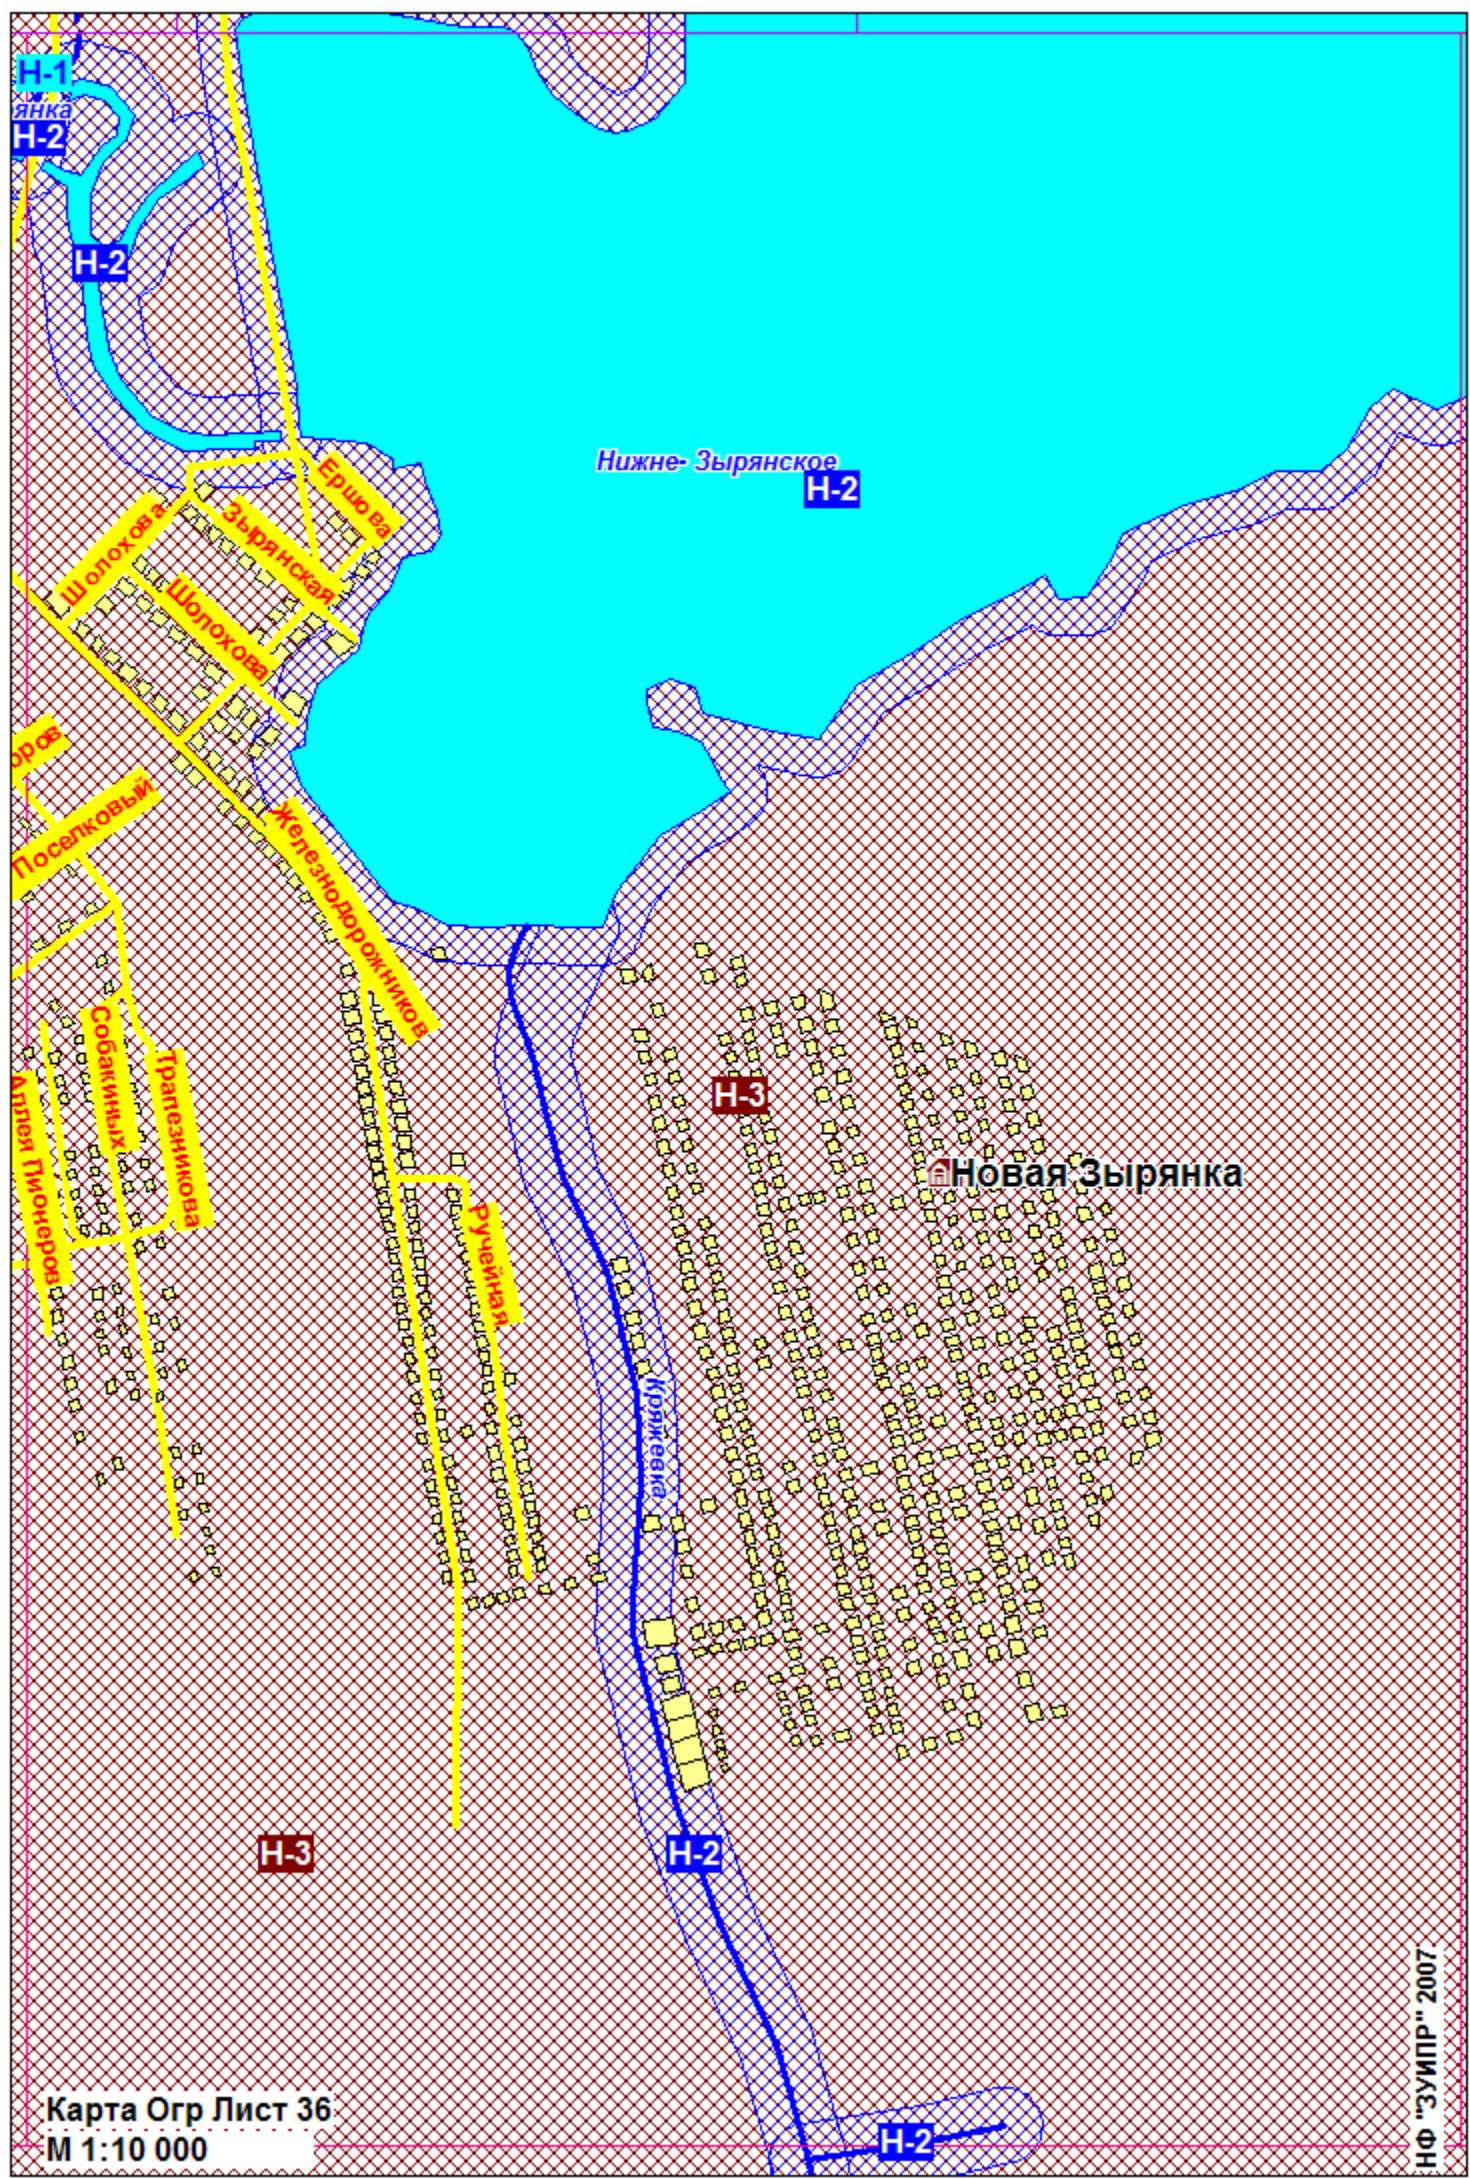 Н-1
янка
Н-2
Н-2
Нижне- Зырянское
Н-2
Ершова
Зырянская
Шолохова
Шолохова
оров
Поселковый
Железнодорожников
Собакиных
Трапезникова
Аллея Пионеров
Н-3
Новая Зырянка
Ручейная
Кряжевка
Н-3
Н-2
Н-2
Карта Огр Лист 36
М 1:10 000
НФ "ЗУИПР" 2007